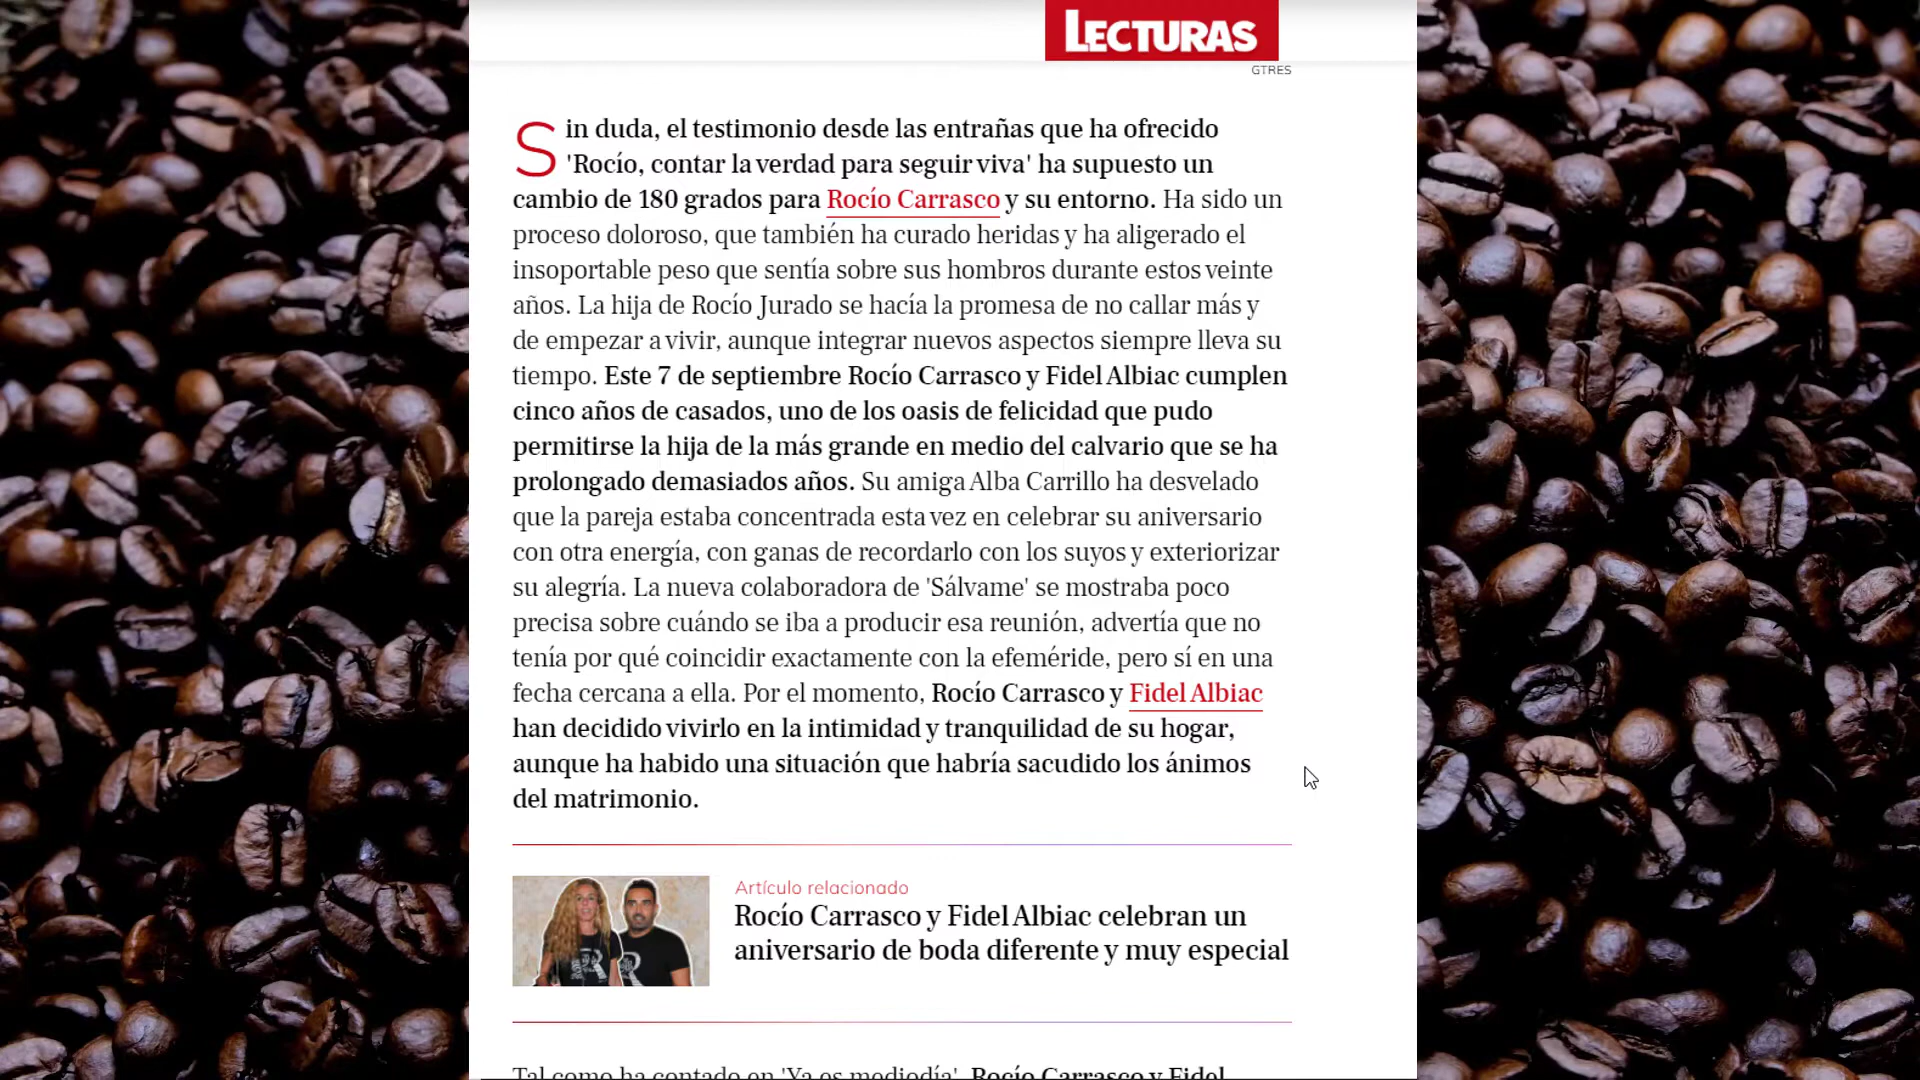 LECTURAS
GTRES
Sin duda, el testimonio desde las entrañas que ha ofrecido
'Rocío, contar la verdad para seguir viva' ha supuesto un
cambio de 180 grados para Rocío Carrasco y su entorno. Ha sido un
proceso doloroso, que también ha curado heridas y ha aligerado el
insoportable peso que sentía sobre sus hombros durante estos veinte
años. La hija de Rocío Jurado se hacía la promesa de no callar más y
de empezar a vivir, aunque integrar nuevos aspectos siempre lleva su
tiempo. Este 7 de septiembre Rocío Carrasco y Fidel Albiac cumplen
cinco años de casados, uno de los oasis de felicidad que pudo
permitirse la hija de la más grande en medio del calvario que se ha
prolongado demasiados años. Su amiga Alba Carrillo ha desvelado
que la pareja estaba concentrada esta vez en celebrar su aniversario
con otra energía, con ganas de recordarlo con los suyos y exteriorizar
su alegría. La nueva colaboradora de 'Sálvame' se mostraba poco
precisa sobre cuándo se iba a producir esa reunión, advertía que no
tenía por qué coincidir exactamente con la efeméride, pero sí en una
fecha cercana a ella. Por el momento, Rocío Carrasco y Fidel Albiac
han decidido vivirlo en la intimidad y tranquilidad de su hogar,
aunque ha habido una situación que habría sacudido los ánimos
del matrimonio.
Artículo relacionado
Rocío Carrasco y Fidel Albiac celebran un
aniversario de boda diferente y muy especial
Tal como ha contado en 'Ya es mediodía', Rocío Carrasco y Fidel